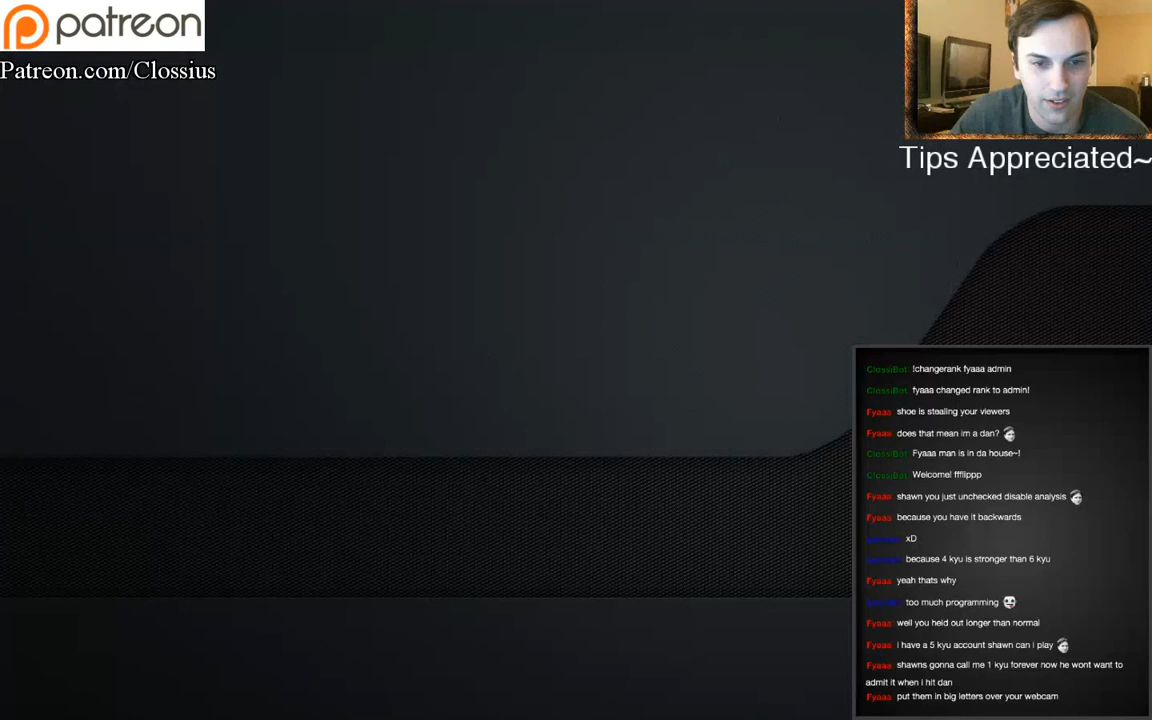 patreon
Patreon.com/Clossius
Tips Appreciated~
ClossiBot !changerank fyaaa admin
ClossiBot fyaaa changed rank to admin!
Fyaaa shoe is stealing your viewers
Fyaaa does that mean im a dan?
ClossiBot Fyaaa man is in da house~!
ClossiBot Welcome! ffflippp
Fyaaa shawn you just unchecked disable analysis
Fyaaa because you have it backwards
xD
because 4 kyu is stronger than 6 kyu
Fyaaa yeah thats why
too much programming
Fyaaa well you held out longer than normal
Fyaaa i have a 5 kyu account shawn can i play
Fyaaa shawns gonna call me 1 kyu forever now he wont want to
admit it when i hit dan
Fyaaa put them in big letters over your webcam